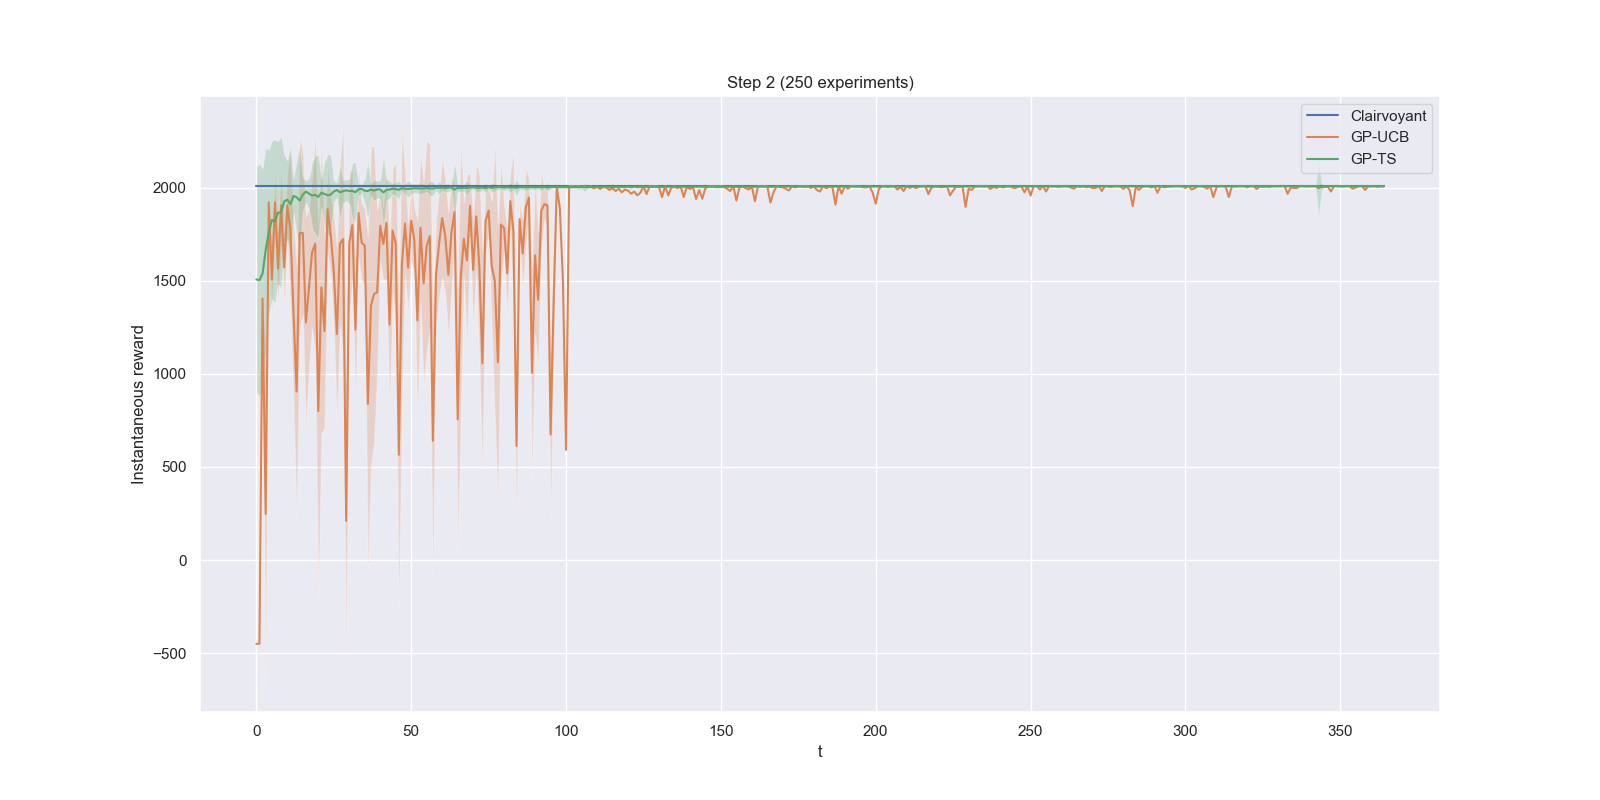 Step 2 (250 experiments)
Clairvoyant
GP-UCB
GP-TS
2000
1500
1000
500
0
−500
Instantaneous reward
0 50 100 150 200 250 300 350
t